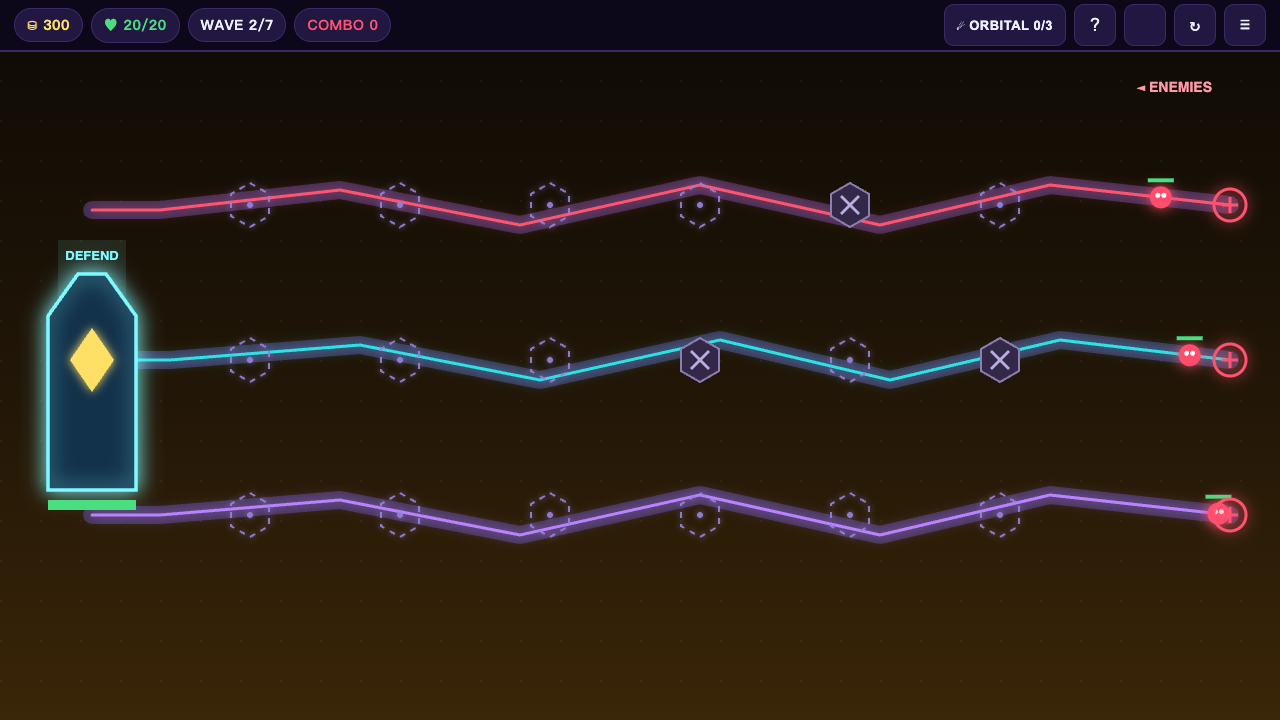 300
20/20
WAVE 2/7
COMBO 0
ORBITAL 0/3
?
◄ ENEMIES
DEFEND